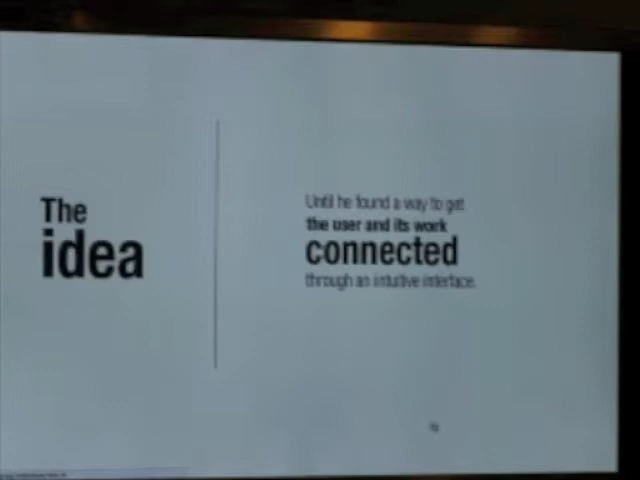 The
idea
Until he found a way to get
the user and its work
connected
through an intuitive interface.